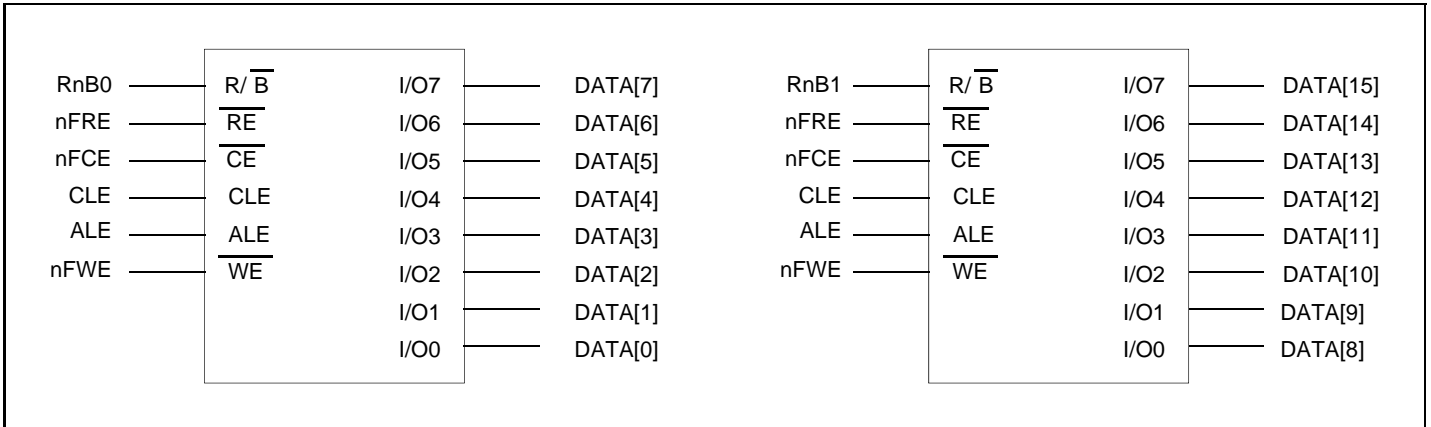 RnB0 R/ B I/O7 DATA[7]
nFRE RE I/O6 DATA[6]
nFCE CE I/O5 DATA[5]
CLE CLE I/O4 DATA[4]
ALE ALE I/O3 DATA[3]
nFWE WE I/O2 DATA[2]
I/O1 DATA[1]
I/O0 DATA[0]
RnB1 R/ B I/O7 DATA[15]
nFRE RE I/O6 DATA[14]
nFCE CE I/O5 DATA[13]
CLE CLE I/O4 DATA[12]
ALE ALE I/O3 DATA[11]
nFWE WE I/O2 DATA[10]
I/O1 DATA[9]
I/O0 DATA[8]